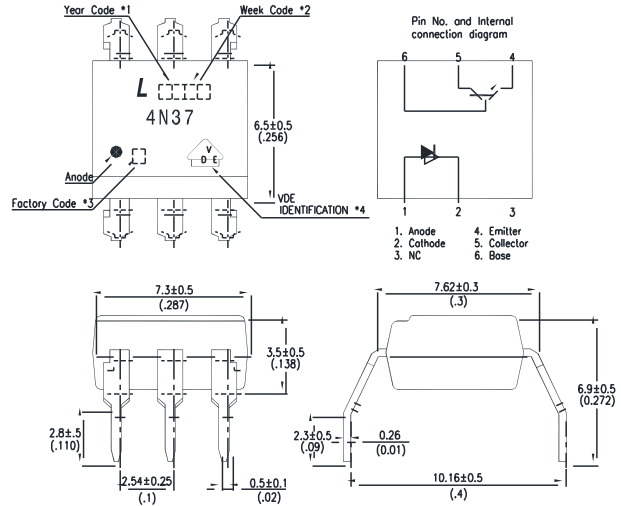 Year Code *1
Week Code *2
L
4N37
V
D E
Anode
Factory Code *3
VDE
IDENTIFICATION *4
6.5±0.5
(.256)
Pin No. and Internal
connection diagram
6 5 4
1 2 3
1. Anode 4. Emitter
2. Cathode 5. Collector
3. NC 6. Base
7.3±0.5
(.287)
3.5±0.5
(.138)
2.8±.5
(.110)
2.54±0.25
(.1)
0.5±0.1
(.02)
7.62±0.3
(.3)
6.9±0.5
(0.272)
2.3±0.5
(.09)
0.26
(0.01)
10.16±0.5
(.4)